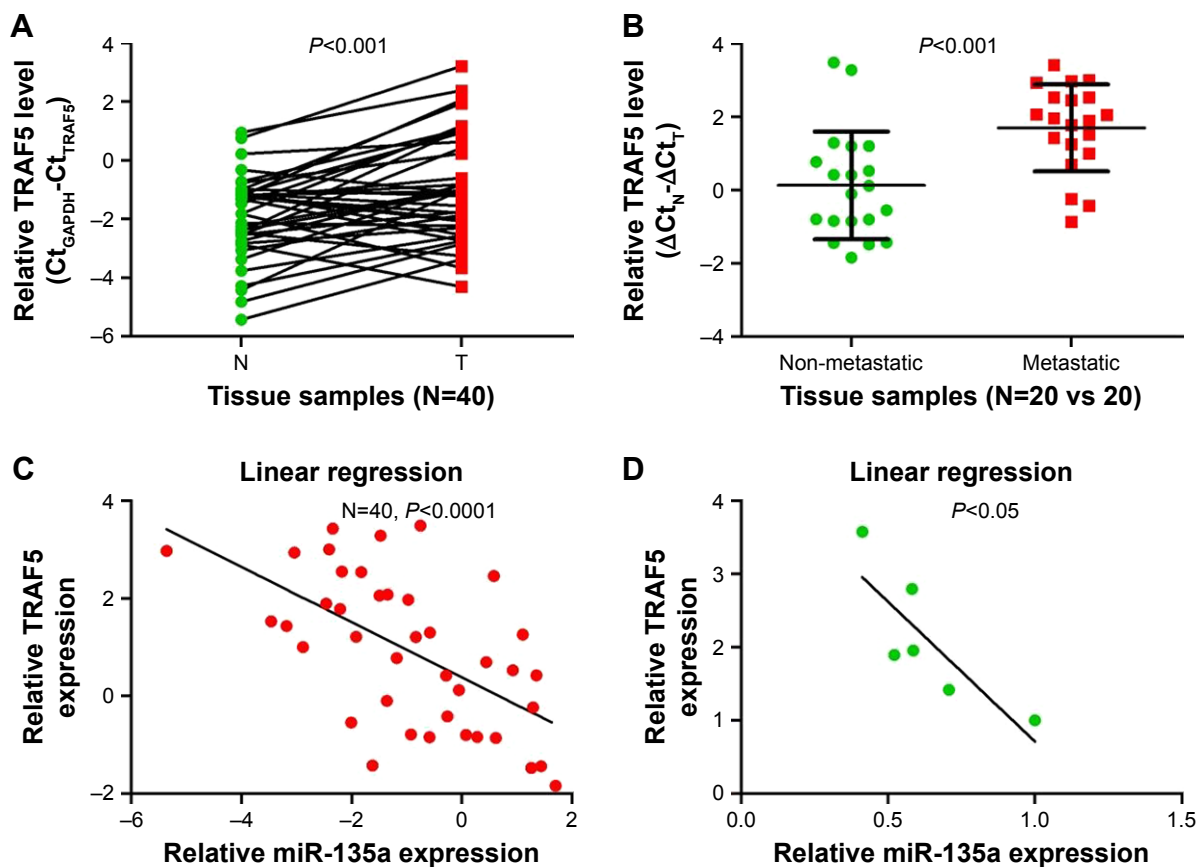 A
P<0.001
Relative TRAF5 level
(Ct_GAPDH-Ct_TRAF5)
4
2
0
–2
–4
–6
N
T
Tissue samples (N=40)
B
P<0.001
Relative TRAF5 level
(ΔCt_N-ΔCt_T)
4
2
0
–2
–4
Non-metastatic
Metastatic
Tissue samples (N=20 vs 20)
C
Linear regression
N=40, P<0.0001
Relative TRAF5
expression
4
2
0
–2
–6
–4
–2
0
2
Relative miR-135a expression
D
Linear regression
P<0.05
Relative TRAF5
expression
4
3
2
1
0
0.0
0.5
1.0
1.5
Relative miR-135a expression